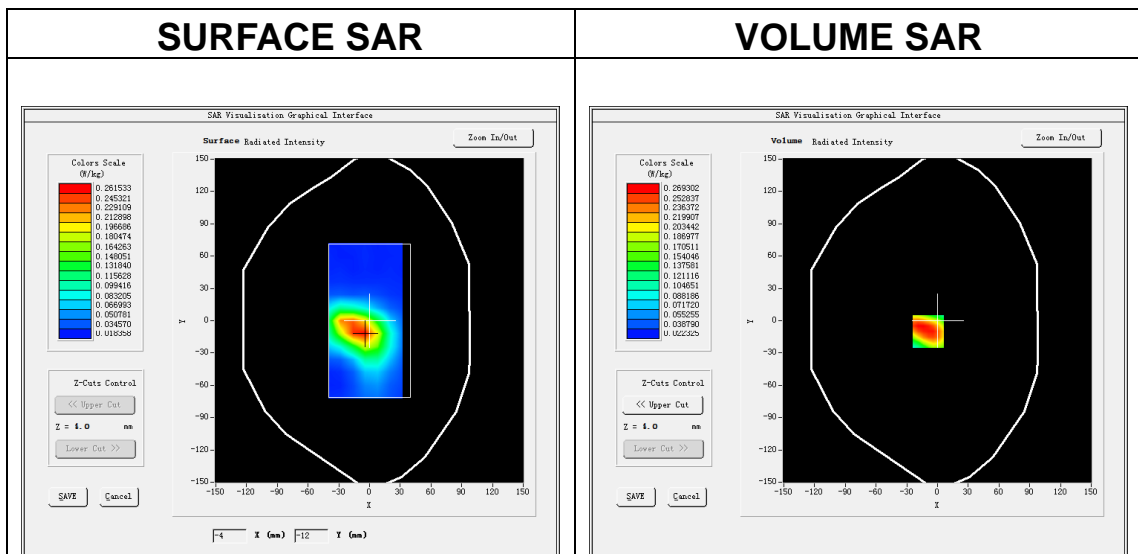 SURFACE SAR
VOLUME SAR
SAR Visualisation Graphical Interface
Surface Radiated Intensity
Zoom In/Out
Colors Scale
(W/kg)
0.261533
0.245321
0.229109
0.212898
0.196686
0.180474
0.164263
0.148051
0.131840
0.115628
0.099416
0.083205
0.066993
0.050781
0.034570
0.018358
150
120
90
60
30
0
-30
-60
-90
-120
-150
Y
-150 -120 -90 -60 -30 0 30 60 90 120 150
X
Z-Cuts Control
<< Upper Cut
Z = 4.0 mm
Lower Cut >>
SAVE Cancel
-4 X (mm) -12 Y (mm)
SAR Visualisation Graphical Interface
Volume Radiated Intensity
Zoom In/Out
Colors Scale
(W/kg)
0.269302
0.252837
0.236372
0.219907
0.203442
0.186977
0.170511
0.154046
0.137581
0.121116
0.104651
0.088186
0.071720
0.055255
0.038790
0.022325
150
120
90
60
30
0
-30
-60
-90
-120
-150
Y
-150 -120 -90 -60 -30 0 30 60 90 120 150
X
Z-Cuts Control
<< Upper Cut
Z = 4.0 mm
Lower Cut >>
SAVE Cancel